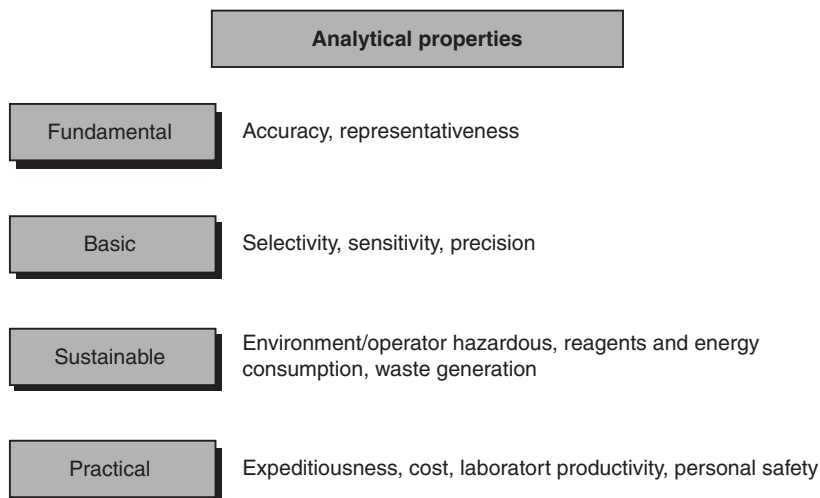 Analytical properties
Fundamental
Accuracy, representativeness
Basic
Selectivity, sensitivity, precision
Sustainable
Environment/operator hazardous, reagents and energy
consumption, waste generation
Practical
Expeditiousness, cost, laboratort productivity, personal safety